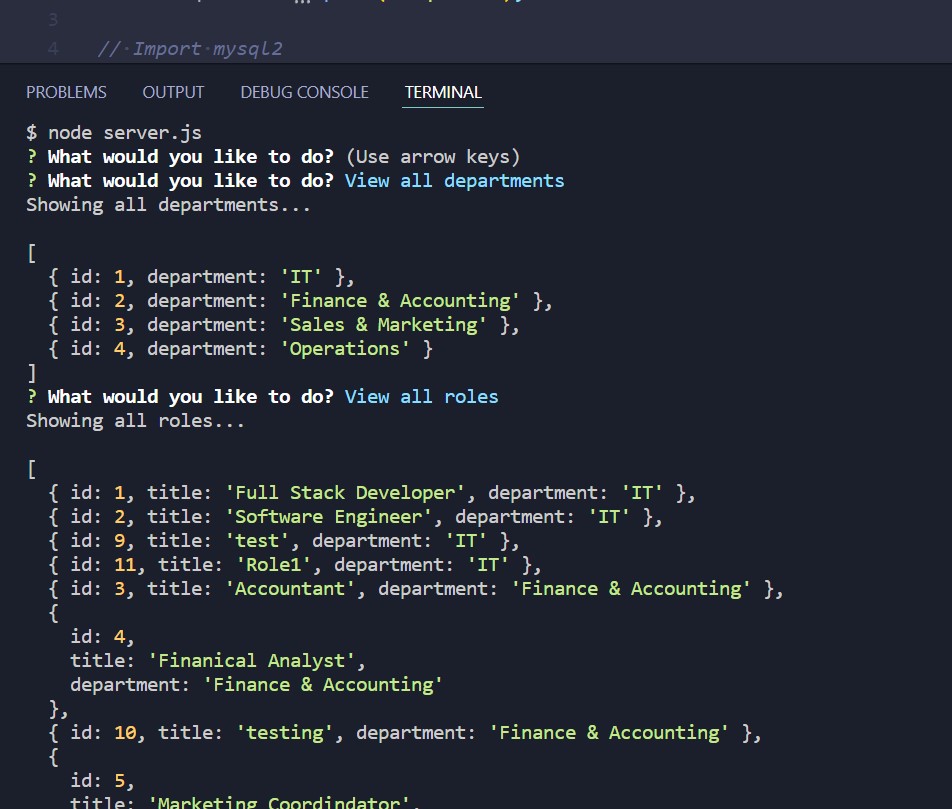 3
4 // Import mysql2
PROBLEMS OUTPUT DEBUG CONSOLE TERMINAL
$ node server.js
? What would you like to do? (Use arrow keys)
? What would you like to do? View all departments
Showing all departments...
[
{ id: 1, department: 'IT' },
{ id: 2, department: 'Finance & Accounting' },
{ id: 3, department: 'Sales & Marketing' },
{ id: 4, department: 'Operations' }
]
? What would you like to do? View all roles
Showing all roles...
[
{ id: 1, title: 'Full Stack Developer', department: 'IT' },
{ id: 2, title: 'Software Engineer', department: 'IT' },
{ id: 9, title: 'test', department: 'IT' },
{ id: 11, title: 'Role1', department: 'IT' },
{ id: 3, title: 'Accountant', department: 'Finance & Accounting' },
{
id: 4,
title: 'Finanical Analyst',
department: 'Finance & Accounting'
},
{ id: 10, title: 'testing', department: 'Finance & Accounting' },
{
id: 5,
title: 'Marketing Coordindator',